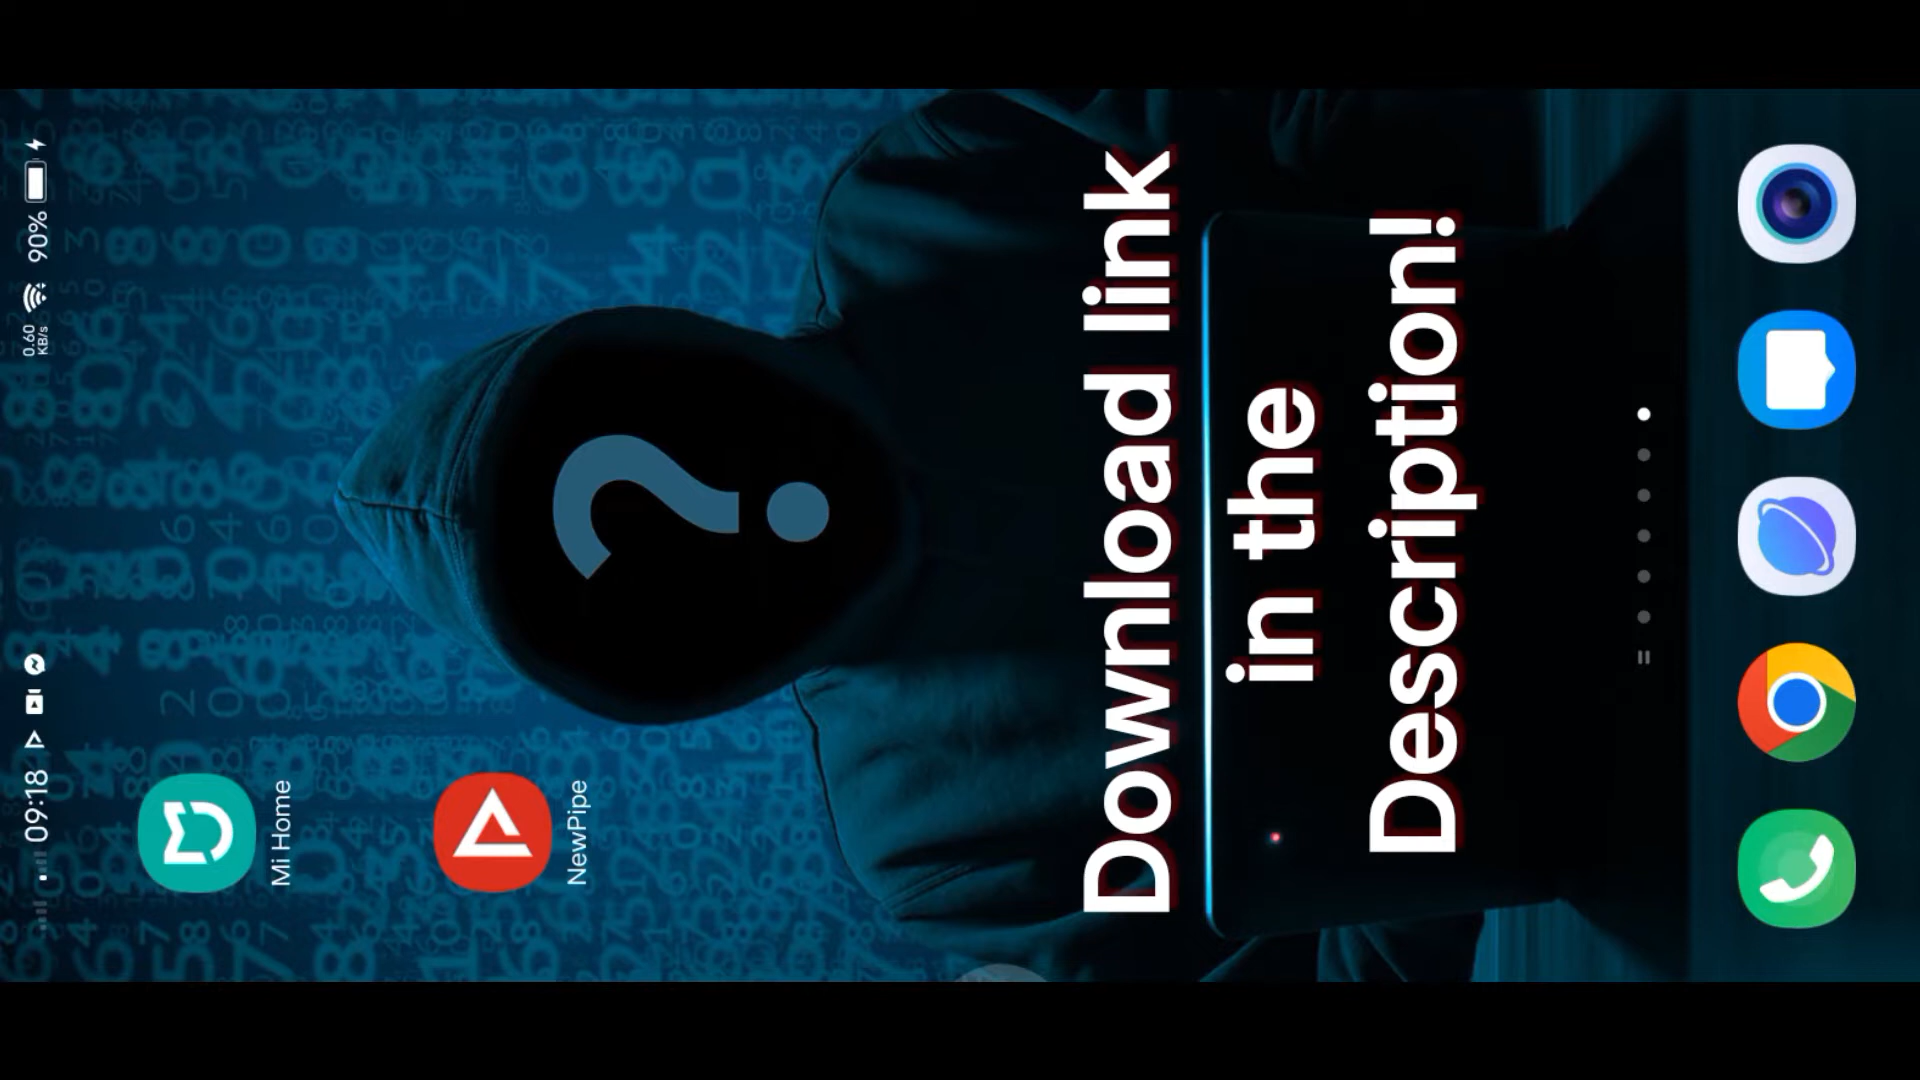 09:18
0.60
KB/s
90%
Mi Home
NewPipe
?
Download link
in the
Description!